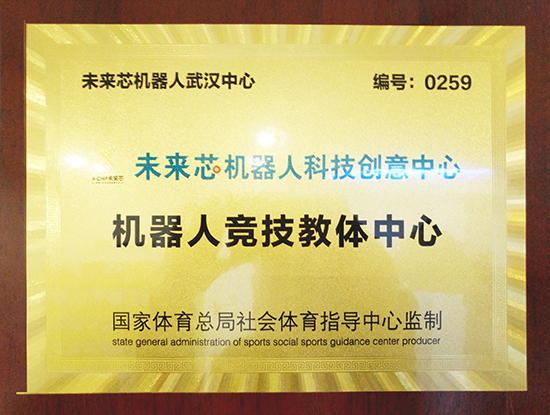 未来芯机器人武汉中心
编号：0259
未来芯机器人科技创意中心
机器人竞技教体中心
国家体育总局社会体育指导中心监制
state general administration of sports social sports guidance center producer